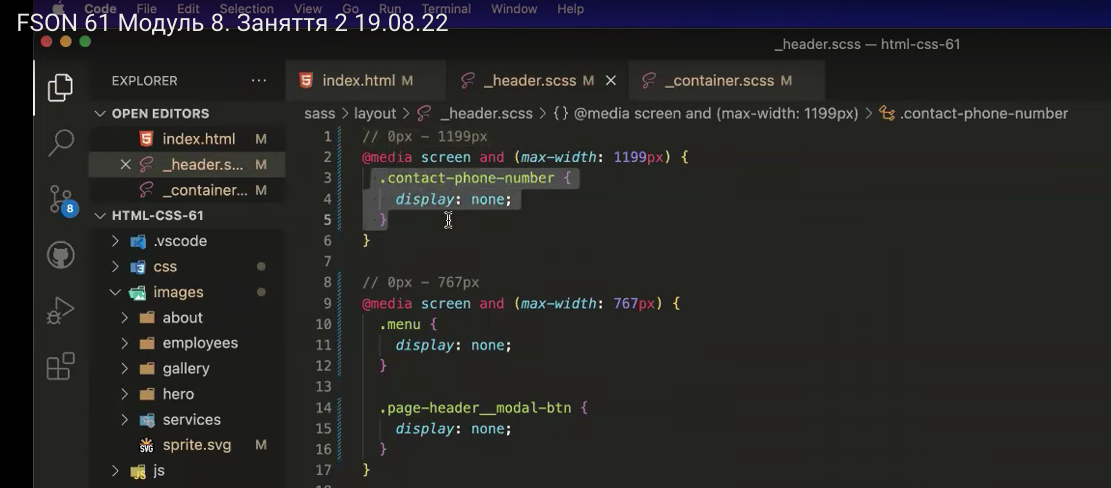 Code File Edit Selection View Go Run Terminal Window Help
FSON 61 Модуль 8. Заняття 2 19.08.22
_header.scss — html-css-61
EXPLORER
index.html M
_header.scss M
_container.scss M
OPEN EDITORS
sass > layout > _header.scss > {} @media screen and (max-width: 1199px) > .contact-phone-number
index.html M
_header.s... M
_container... M
HTML-CSS-61
.vscode
css
images
about
employees
gallery
hero
services
sprite.svg M
JS js
8
1 // 0px – 1199px
2 @media screen and (max-width: 1199px) {
3 .contact-phone-number {
4 display: none;
5 }
6 }
7
8 // 0px – 767px
9 @media screen and (max-width: 767px) {
10 .menu {
11 display: none;
12 }
13
14 .page-header__modal-btn {
15 display: none;
16 }
17 }